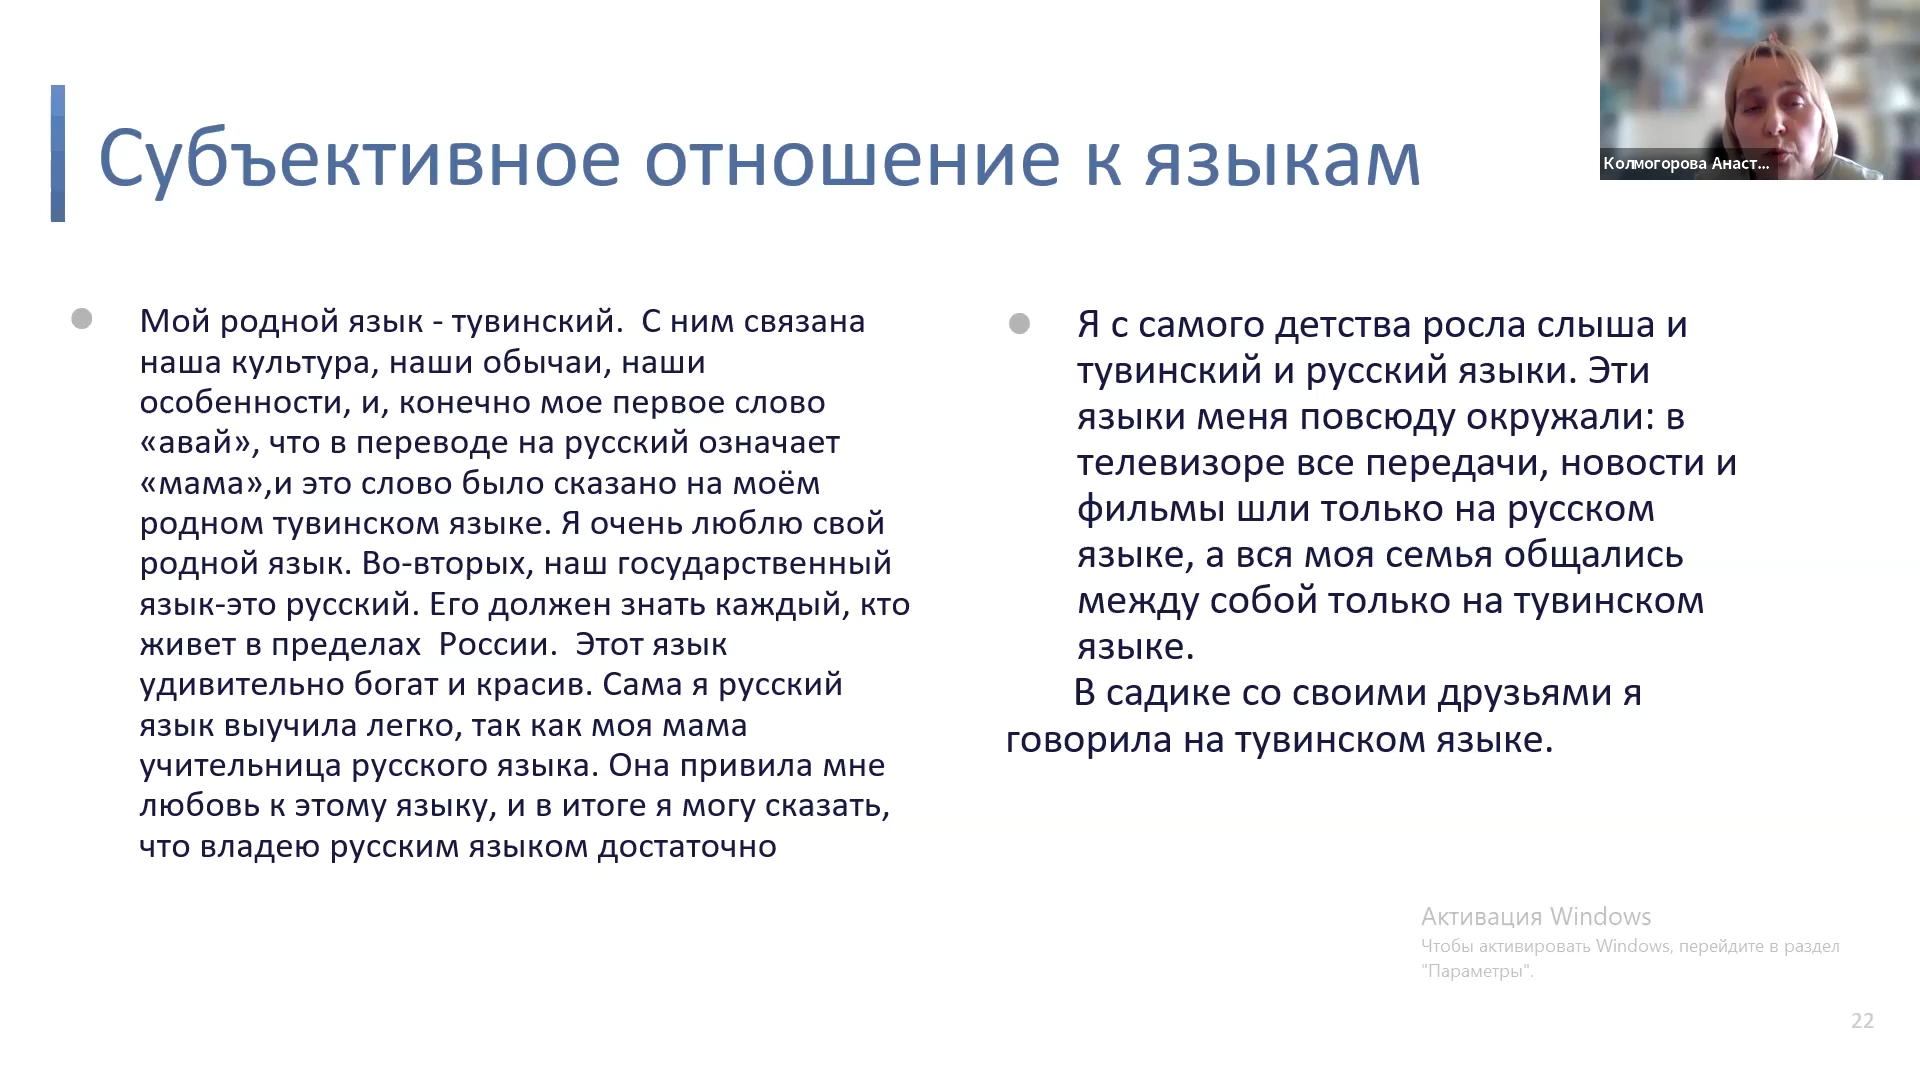 Субъективное отношение к языкам
Колмогорова Анаст...
Мой родной язык - тувинский.  С ним связана
наша культура, наши обычаи, наши
особенности, и, конечно мое первое слово
«авай», что в переводе на русский означает
«мама»,и это слово было сказано на моём
родном тувинском языке. Я очень люблю свой
родной язык. Во-вторых, наш государственный
язык-это русский. Его должен знать каждый, кто
живет в пределах  России.  Этот язык
удивительно богат и красив. Сама я русский
язык выучила легко, так как моя мама
учительница русского языка. Она привила мне
любовь к этому языку, и в итоге я могу сказать,
что владею русским языком достаточно
Я с самого детства росла слыша и
тувинский и русский языки. Эти
языки меня повсюду окружали: в
телевизоре все передачи, новости и
фильмы шли только на русском
языке, а вся моя семья общались
между собой только на тувинском
языке.
В садике со своими друзьями я
говорила на тувинском языке.
Активация Windows
Чтобы активировать Windows, перейдите в раздел
"Параметры".
22